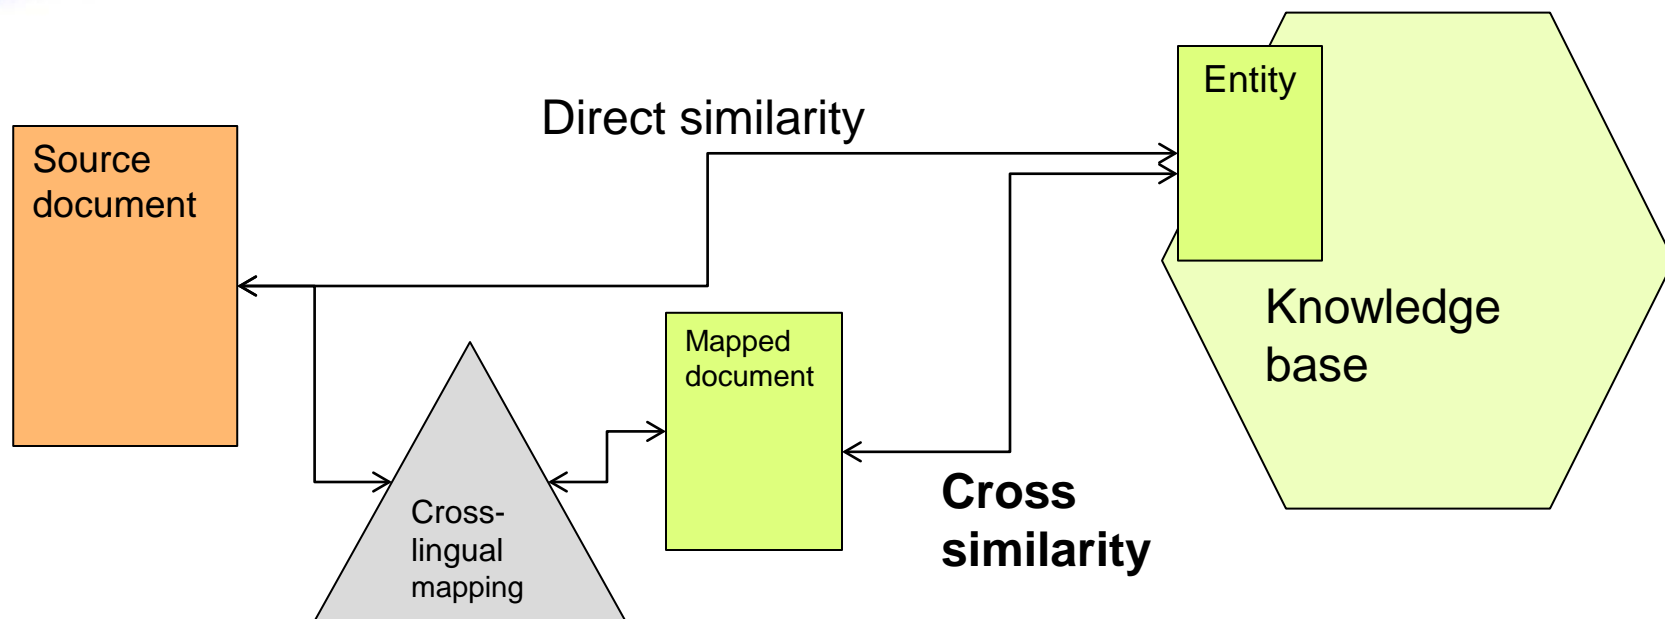 Source
document
Direct similarity
Entity
Knowledge
base
Mapped
document
Cross-
lingual
mapping
Cross
similarity